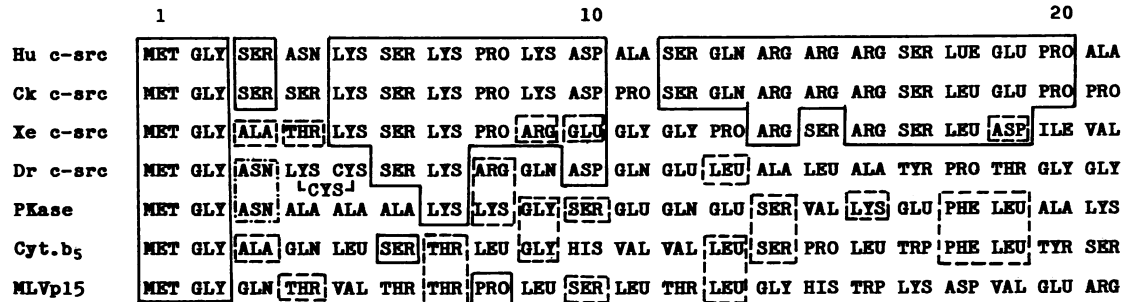 1 10 20
Hu c-src MET GLY SER ASN LYS SER LYS PRO LYS ASP ALA SER GLN ARG ARG ARG SER LUE GLU PRO ALA
Ck c-src MET GLY SER SER LYS SER LYS PRO LYS ASP PRO SER GLN ARG ARG ARG SER LEU GLU PRO PRO
Xe c-src MET GLY ALA THR LYS SER LYS PRO ARG GLU GLY GLY PRO ARG SER ARG SER LEU ASP ILE VAL
Dr c-src MET GLY ASN LYS CYS SER LYS ARG GLN ASP GLN GLU LEU ALA LEU ALA TYR PRO THR GLY GLY
CYS
PKase MET GLY ASN ALA ALA ALA LYS LYS GLY SER GLU GLN GLU SER VAL LYS GLU PHE LEU ALA LYS
Cyt.b5 MET GLY ALA GLN LEU SER THR LEU GLY HIS VAL VAL LEU SER PRO LEU TRP PHE LEU TYR SER
MLVp15 MET GLY GLN THR VAL THR THR PRO LEU SER LEU THR LEU GLY HIS TRP LYS ASP VAL GLU ARG